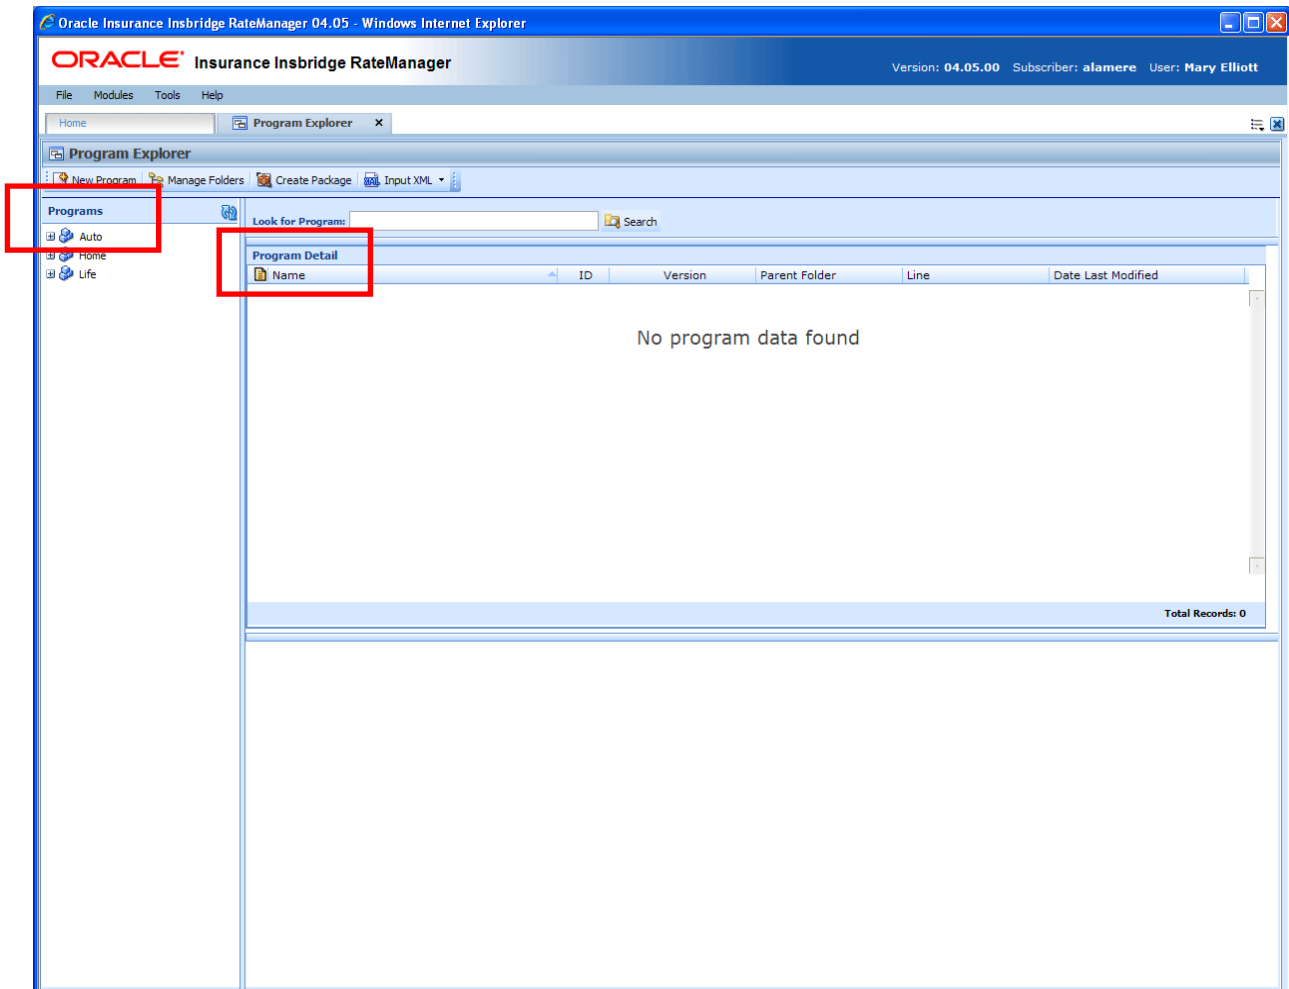 Oracle Insurance Insbridge RateManager 04.05 - Windows Internet Explorer
ORACLE Insurance Insbridge RateManager
Version: 04.05.00 Subscriber: alamere User: Mary Elliott
File Modules Tools Help
Home Program Explorer x
Program Explorer
New Program Manage Folders Create Package Input XML
Programs
Auto
Home
Life
Look for Program: Search
Program Detail
Name ID Version Parent Folder Line Date Last Modified
No program data found
Total Records: 0